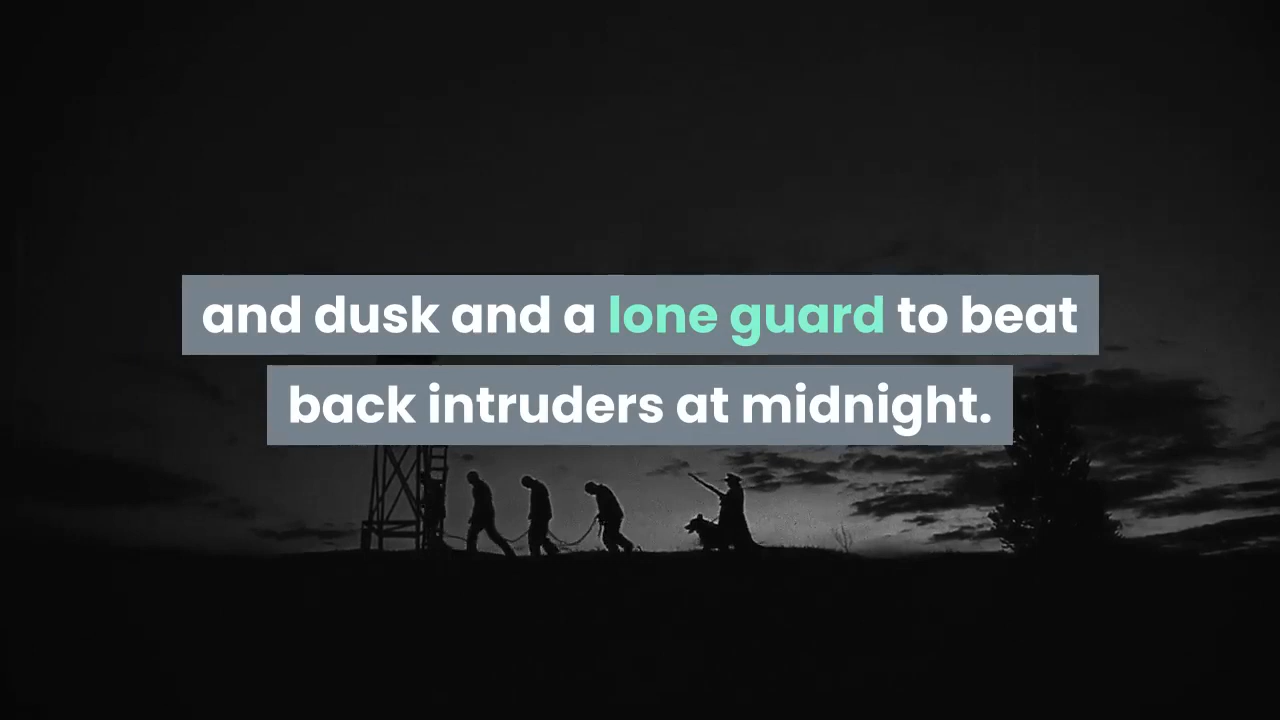 and dusk and a lone guard to beat
back intruders at midnight.